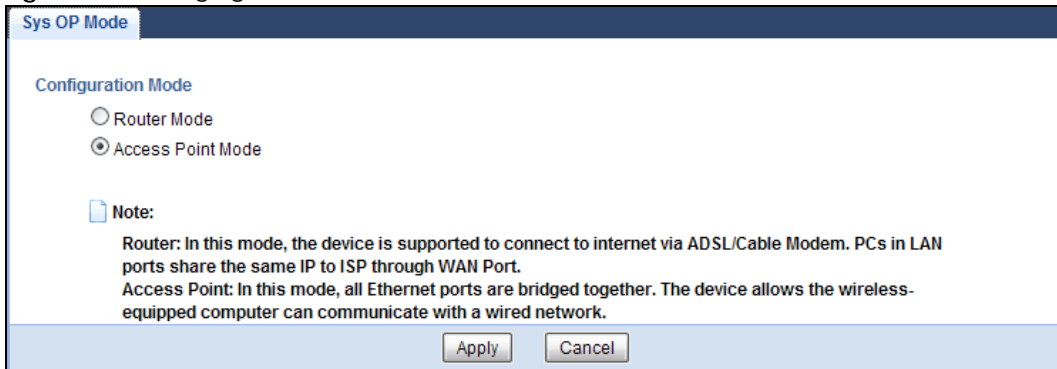 Sys OP Mode
Configuration Mode
Router Mode
Access Point Mode
Note:
Router: In this mode, the device is supported to connect to internet via ADSL/Cable Modem. PCs in LAN
ports share the same IP to ISP through WAN Port.
Access Point: In this mode, all Ethernet ports are bridged together. The device allows the wireless-
equipped computer can communicate with a wired network.
Apply Cancel